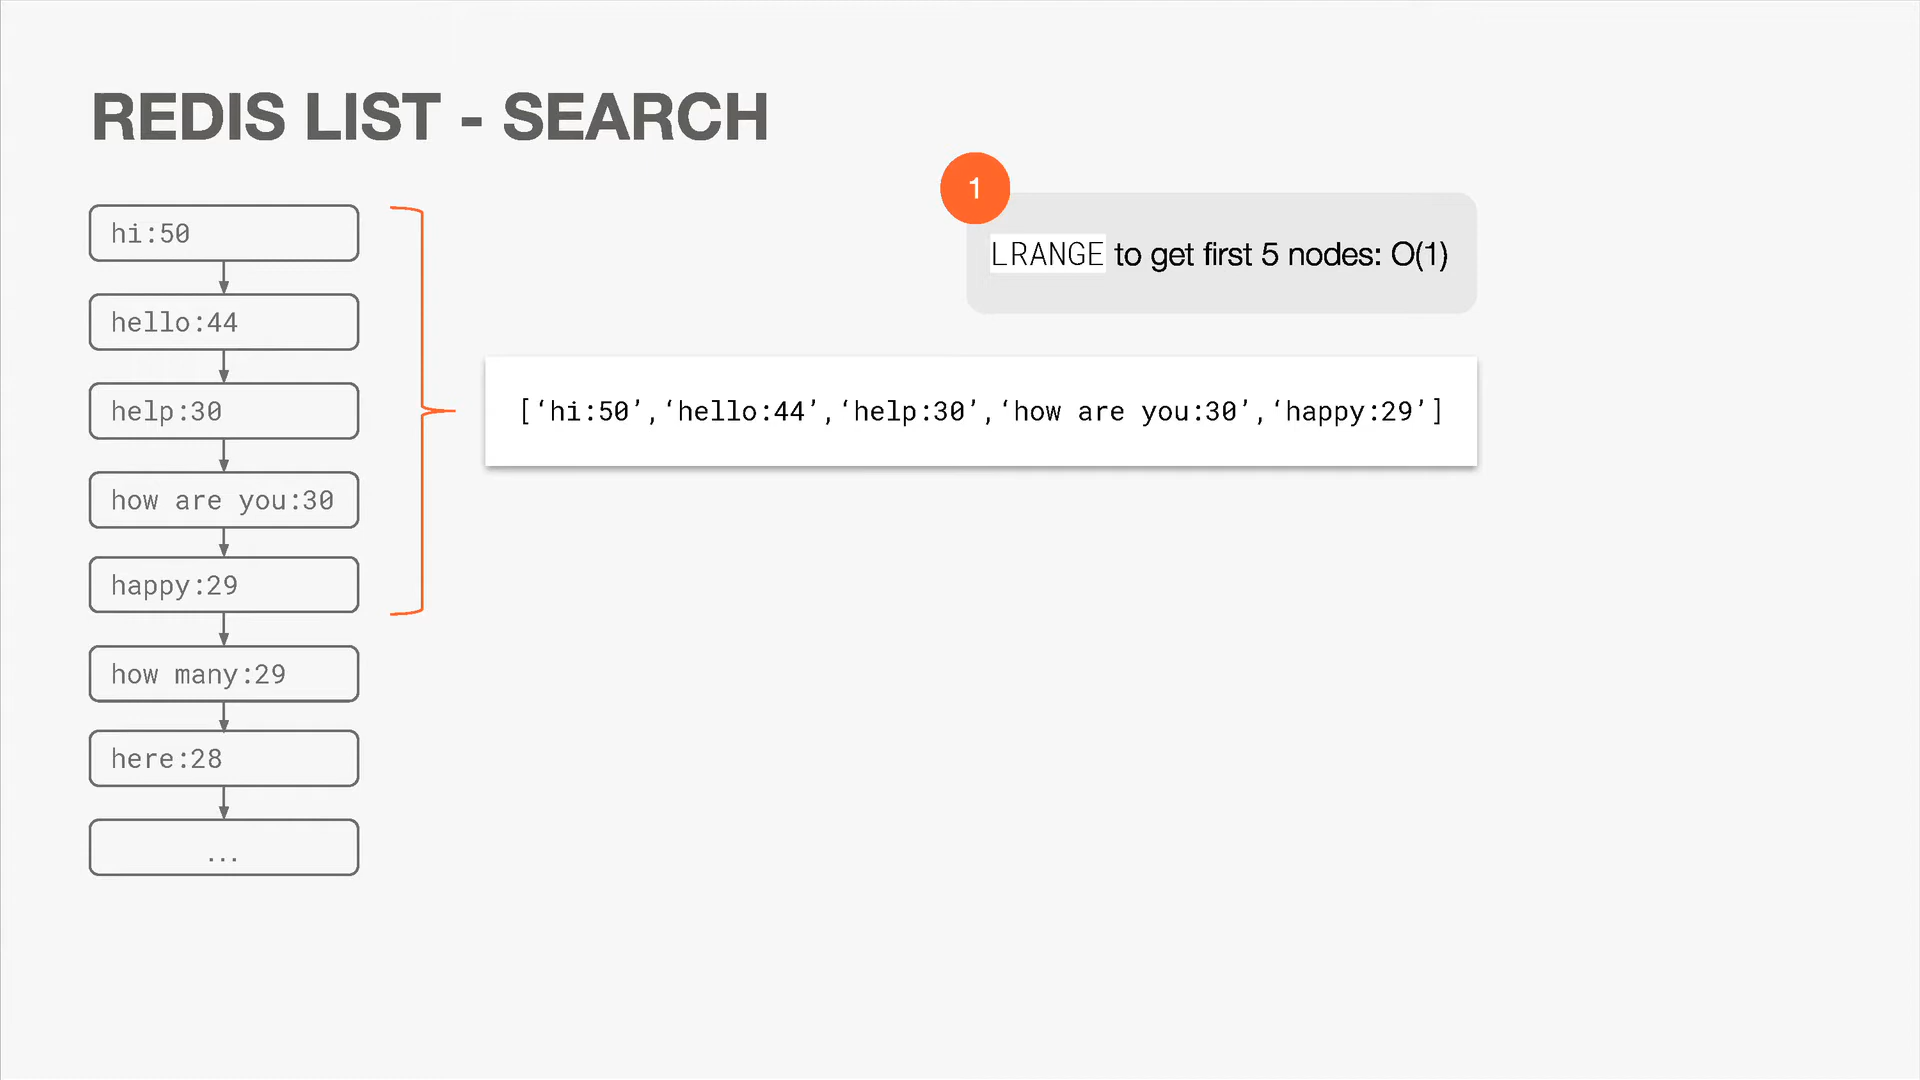 REDIS LIST - SEARCH
1
LRANGE to get first 5 nodes: O(1)
hi:50
hello:44
help:30
how are you:30
happy:29
how many:29
here:28
...
[‘hi:50’,‘hello:44’,‘help:30’,‘how are you:30’,‘happy:29’]